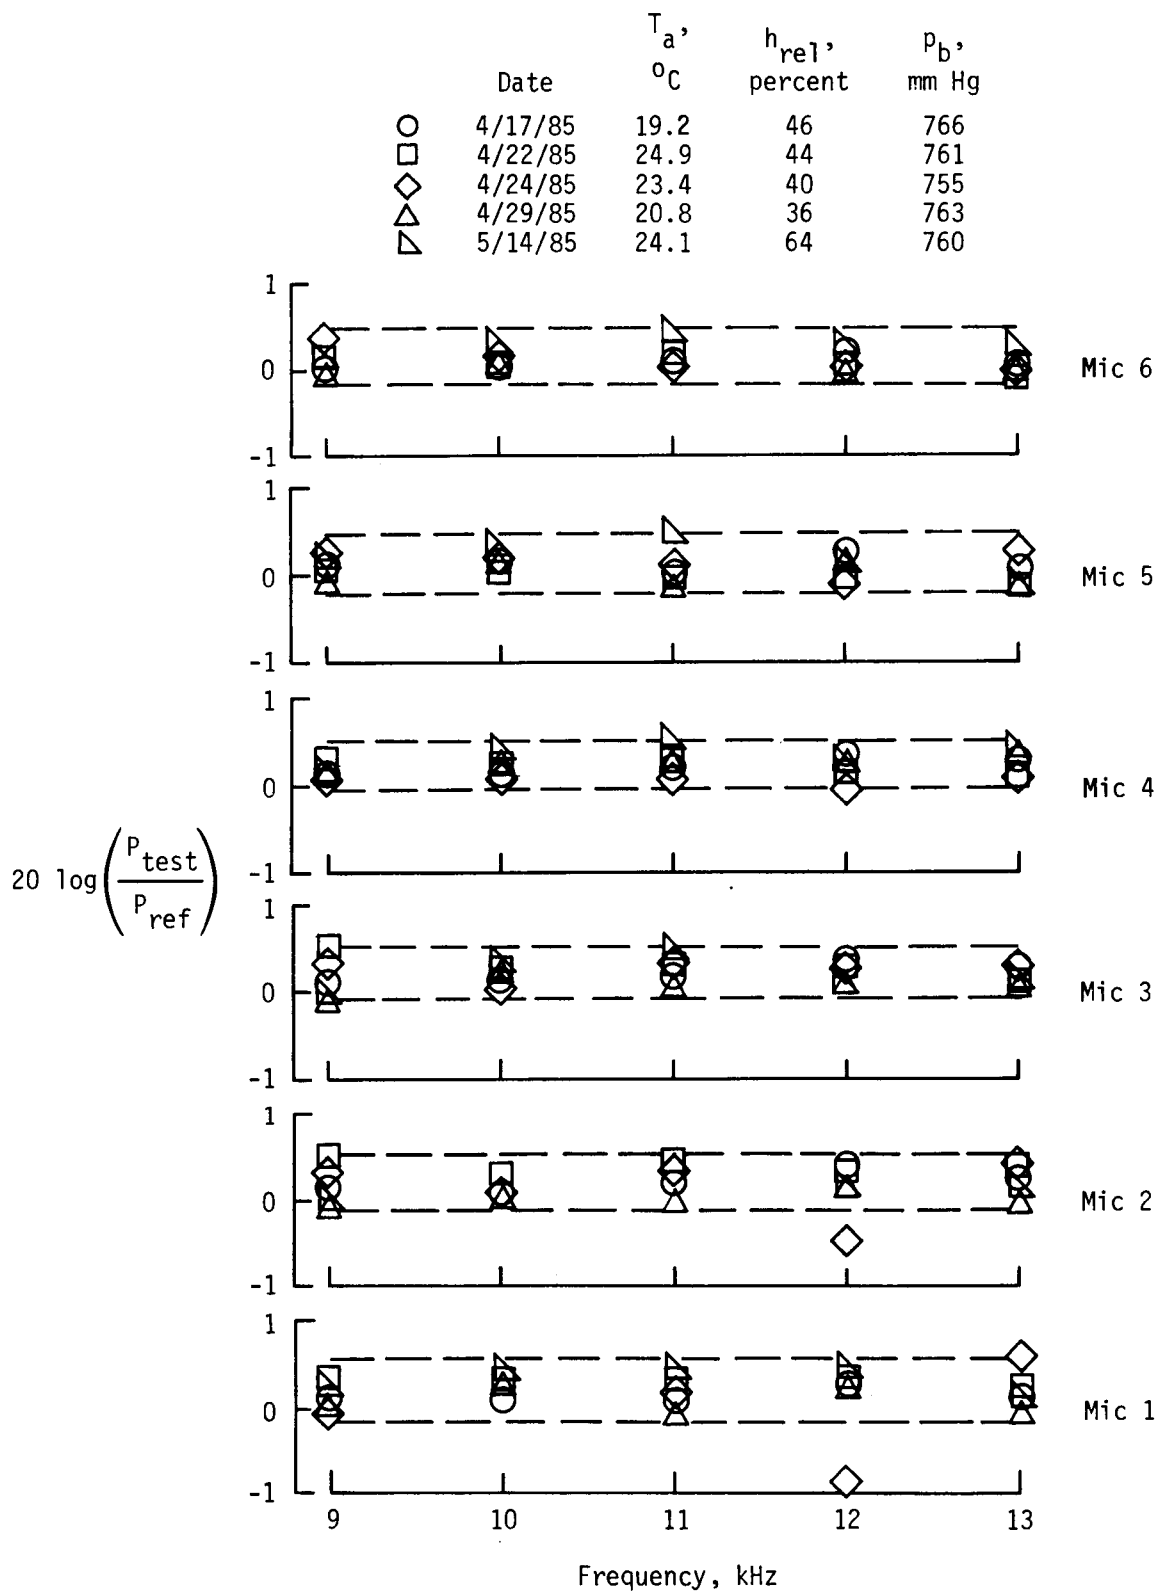 T_a, h_rel, p_b,
Date °C percent mm Hg
4/17/85 19.2 46 766
4/22/85 24.9 44 761
4/24/85 23.4 40 755
4/29/85 20.8 36 763
5/14/85 24.1 64 760
1
0
-1
Mic 6
1
0
-1
Mic 5
1
0
-1
Mic 4
20 log(P_test/P_ref)
1
0
-1
Mic 3
1
0
-1
Mic 2
1
0
-1
Mic 1
9 10 11 12 13
Frequency, kHz